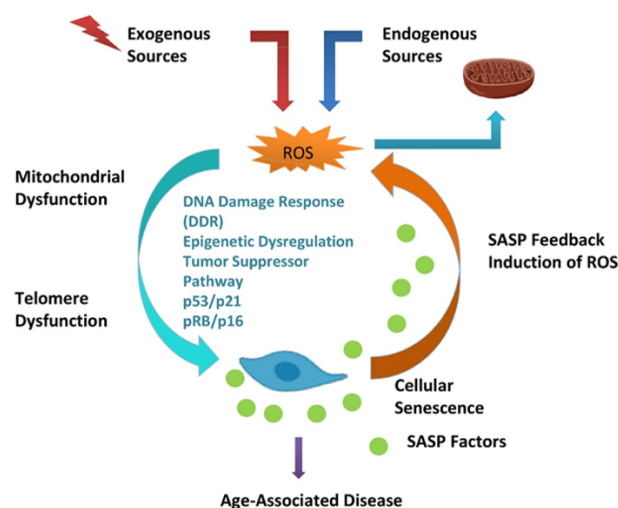 Exogenous
Sources
Endogenous
Sources
ROS
Mitochondrial
Dysfunction
DNA Damage Response
(DDR)
Epigenetic Dysregulation
Tumor Suppressor
Pathway
p53/p21
pRB/p16
SASP Feedback
Induction of ROS
Telomere
Dysfunction
Cellular
Senescence
SASP Factors
Age-Associated Disease